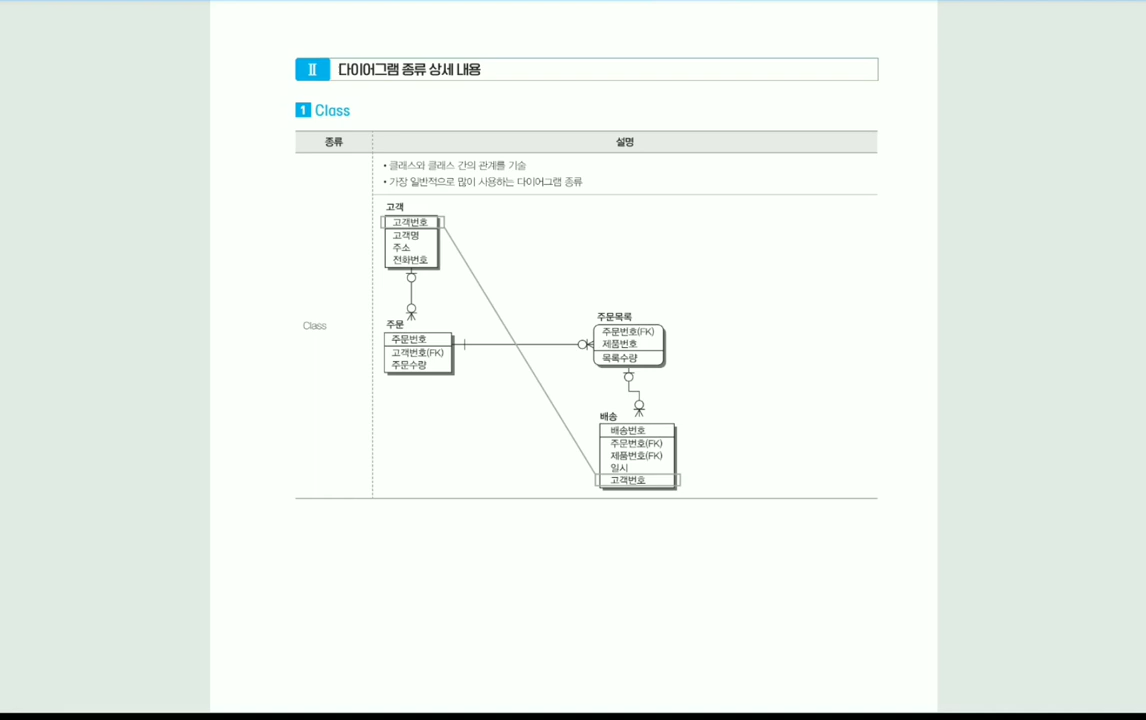 Ⅱ 다이어그램 종류 상세 내용
1 Class
종류 설명
• 클래스와 클래스 간의 관계를 기술
• 가장 일반적으로 많이 사용하는 다이어그램 종류
Class
고객
고객번호
고객명
주소
전화번호
주문
주문번호
고객번호(FK)
주문수량
주문목록
주문번호(FK)
제품번호
목록수량
배송
배송번호
주문번호(FK)
제품번호(FK)
일시
고객번호